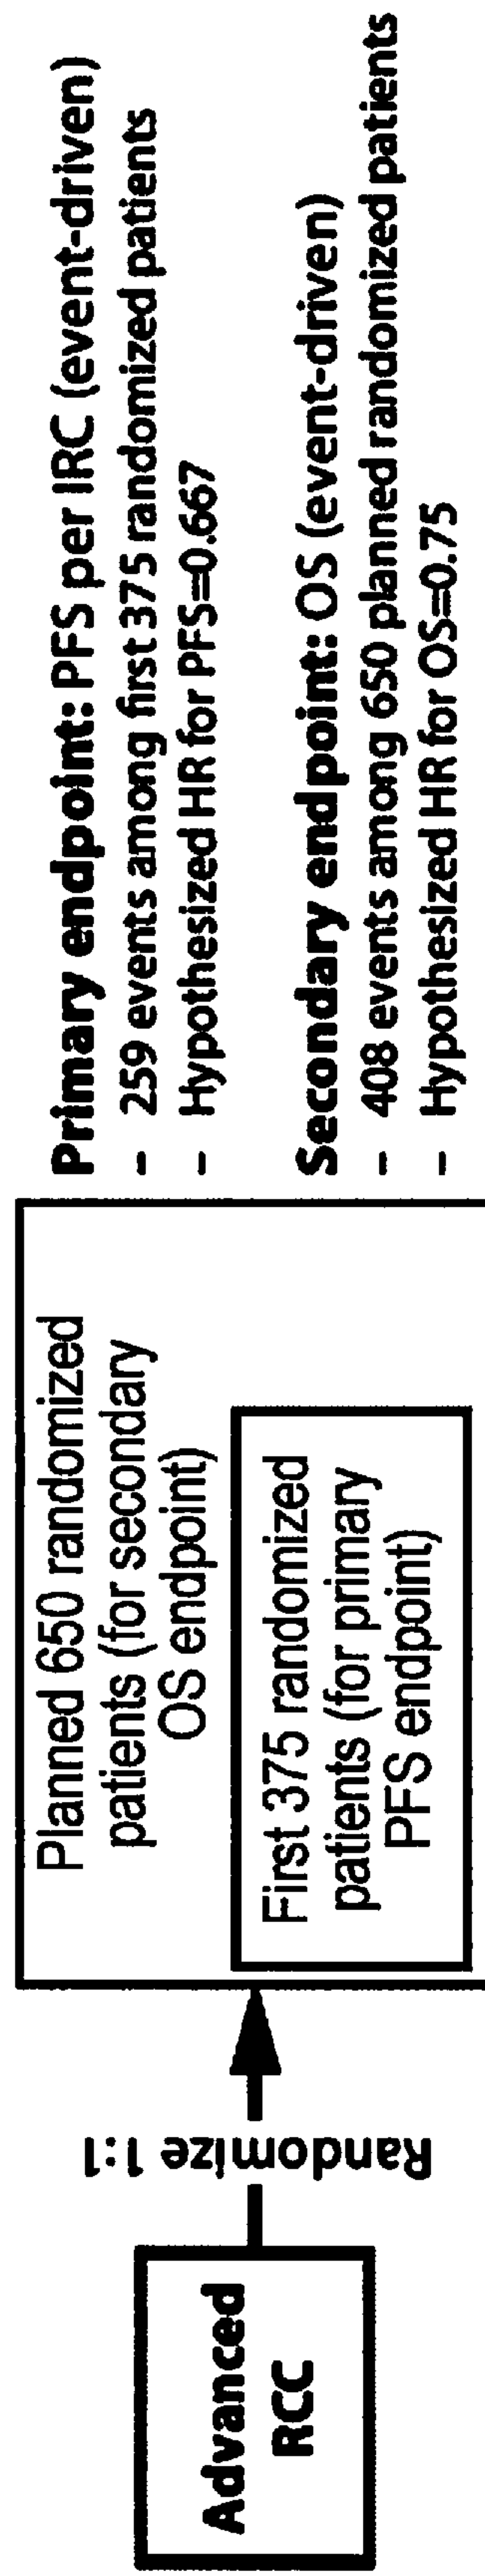 Advanced
RCC
Randomize 1:1
Planned 650 randomized
patients (for secondary
OS endpoint)
First 375 randomized
patients (for primary
PFS endpoint)
Primary endpoint: PFS per IRC (event-driven)
- 259 events among first 375 randomized patients
- Hypothesized HR for PFS=0.667
Secondary endpoint: OS (event-driven)
- 408 events among 650 planned randomized patients
- Hypothesized HR for OS=0.75